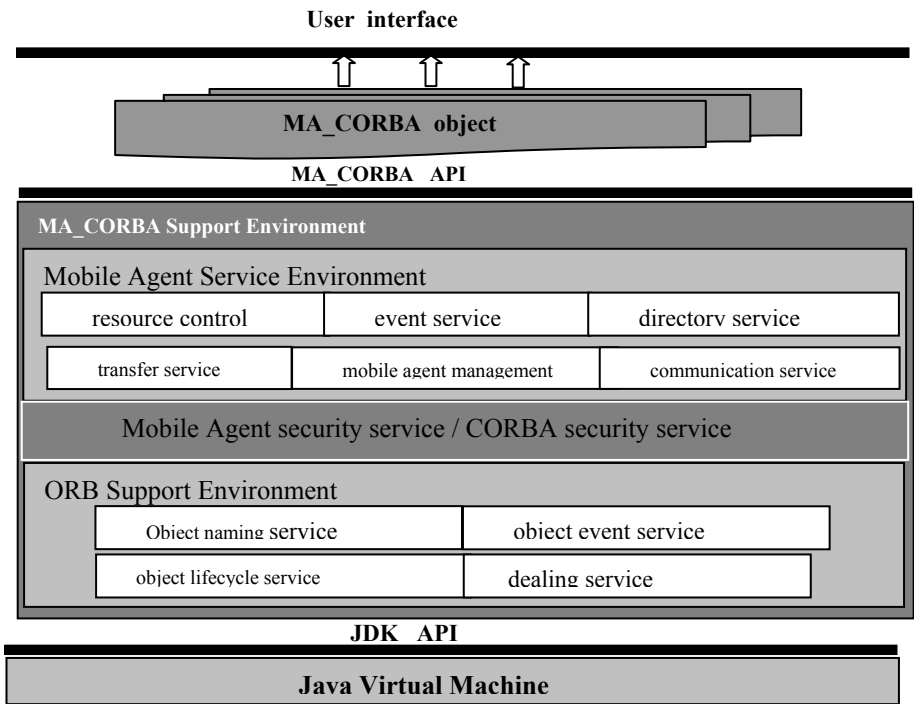 User interface
MA_CORBA object
MA_CORBA API
MA_CORBA Support Environment
Mobile Agent Service Environment
resource control event service directory service
transfer service mobile agent management communication service
Mobile Agent security service / CORBA security service
ORB Support Environment
Object naming service object event service
object lifecycle service dealing service
JDK API
Java Virtual Machine